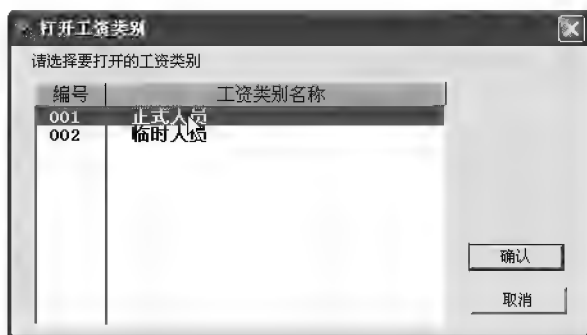 打开工资类别
请选择要打开的工资类别
编号 工资类别名称
001 正式人员
002 临时人员
确认
取消